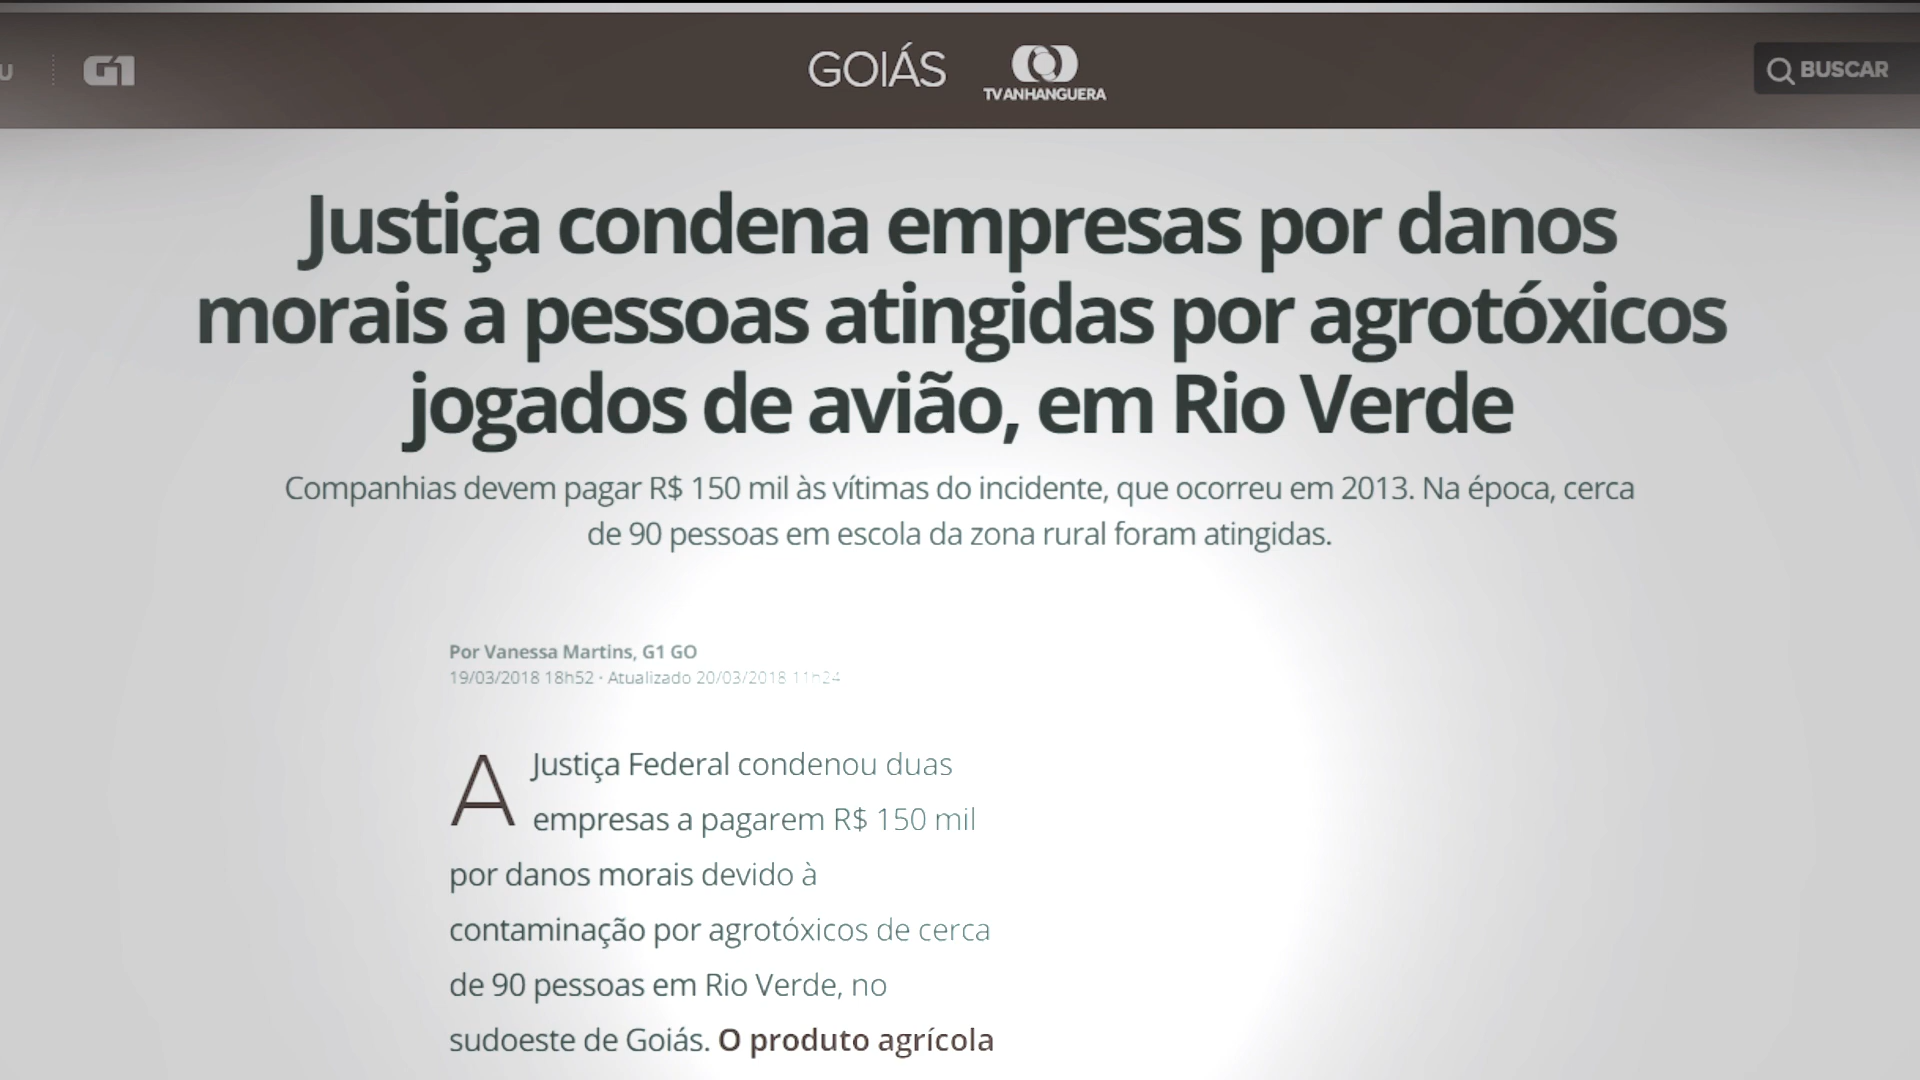 U
G1
GOIÁS
TV ANHANGUERA
BUSCAR
Justiça condena empresas por danos
morais a pessoas atingidas por agrotóxicos
jogados de avião, em Rio Verde
Companhias devem pagar R$ 150 mil às vítimas do incidente, que ocorreu em 2013. Na época, cerca
de 90 pessoas em escola da zona rural foram atingidas.
Por Vanessa Martins, G1 GO
19/03/2018 18h52 · Atualizado 20/03/2018 11h24
A Justiça Federal condenou duas
empresas a pagarem R$ 150 mil
por danos morais devido à
contaminação por agrotóxicos de cerca
de 90 pessoas em Rio Verde, no
sudoeste de Goiás. O produto agrícola